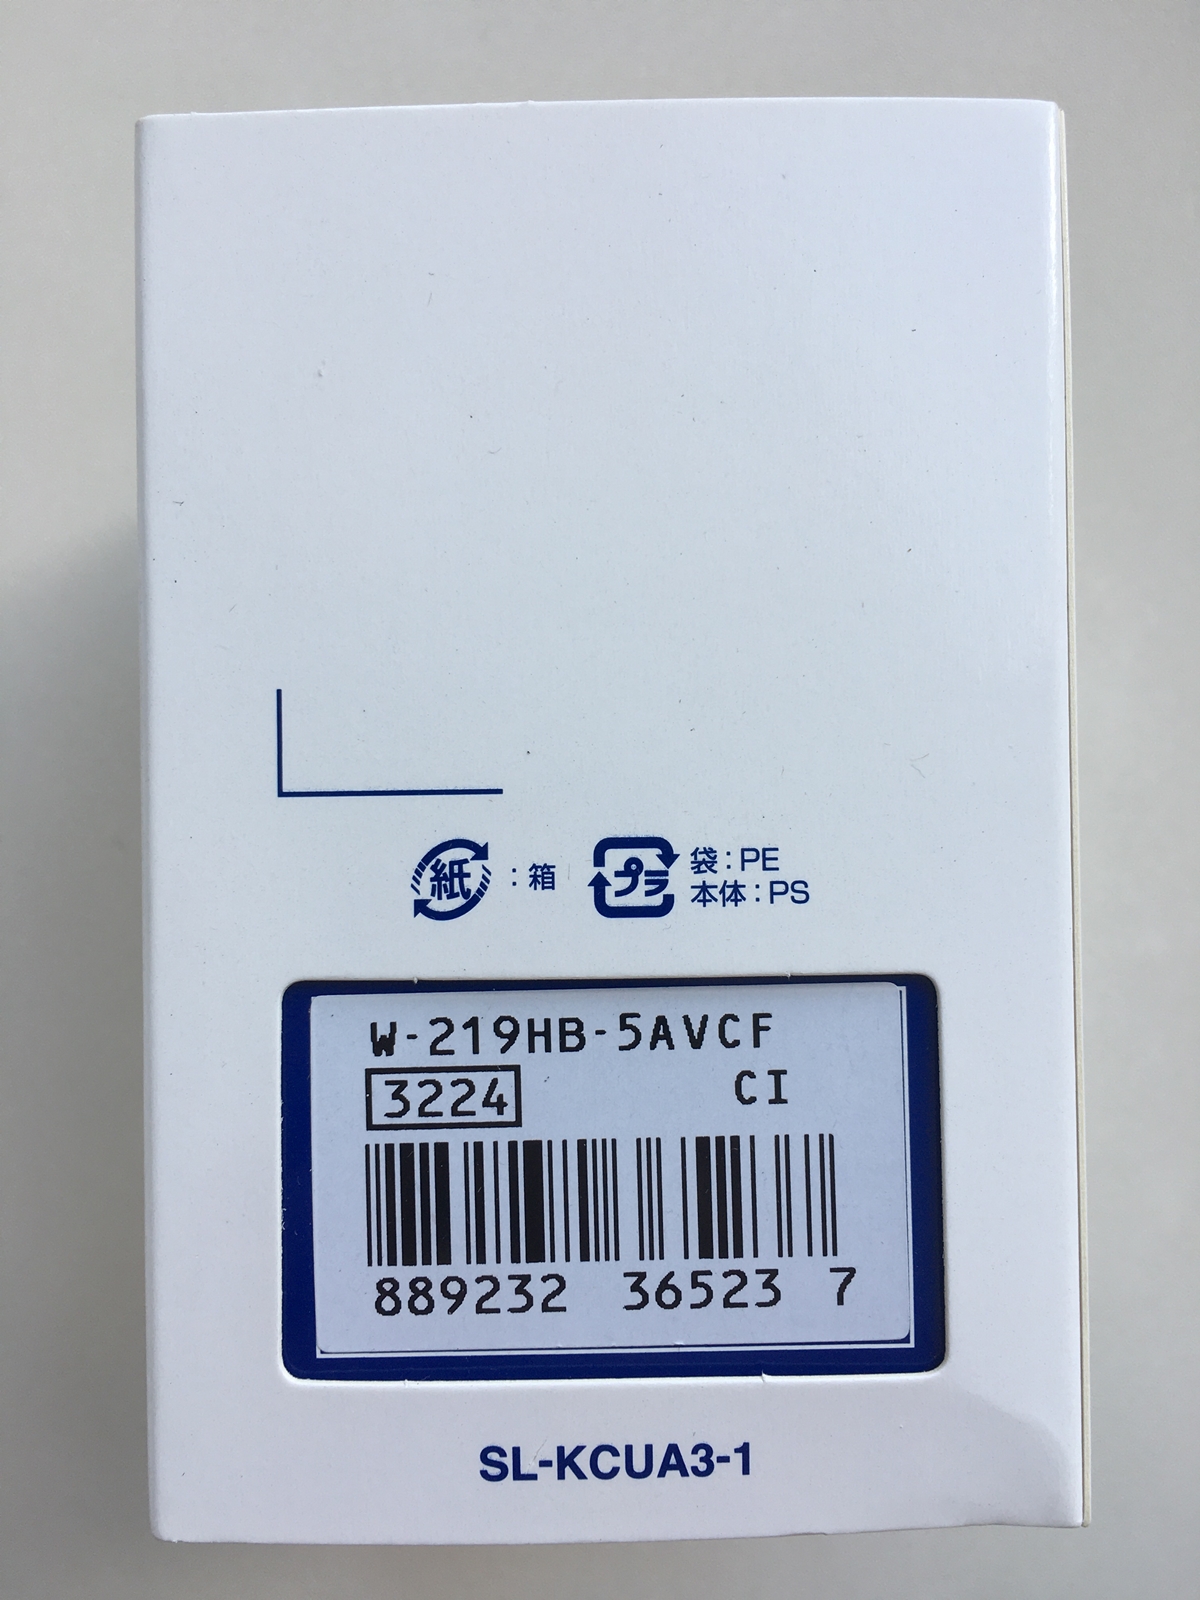 紙 : 箱
プラ 袋 : PE
本体 : PS
W-219HB-5AVCF
3224 CI
889232 36523 7
SL-KCUA3-1